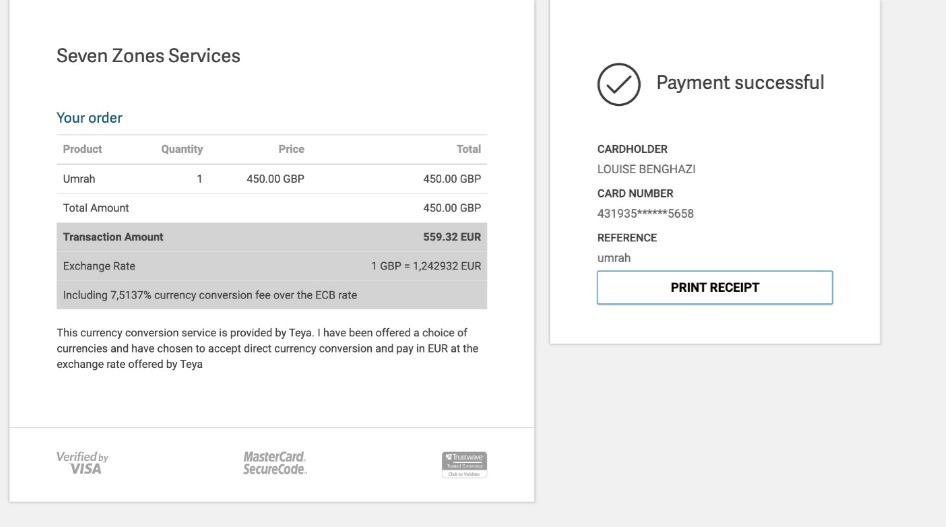 Seven Zones Services
Your order
Product Quantity Price Total
Umrah 1 450.00 GBP 450.00 GBP
Total Amount 450.00 GBP
Transaction Amount 559.32 EUR
Exchange Rate 1 GBP = 1,242932 EUR
Including 7,5137% currency conversion fee over the ECB rate
This currency conversion service is provided by Teya. I have been offered a choice of
currencies and have chosen to accept direct currency conversion and pay in EUR at the
exchange rate offered by Teya
Verified by
VISA
MasterCard.
SecureCode.
Trustwave
Trusted Commerce
Click to Validate
Payment successful
CARDHOLDER
LOUISE BENGHAZI
CARD NUMBER
431935******5658
REFERENCE
umrah
PRINT RECEIPT